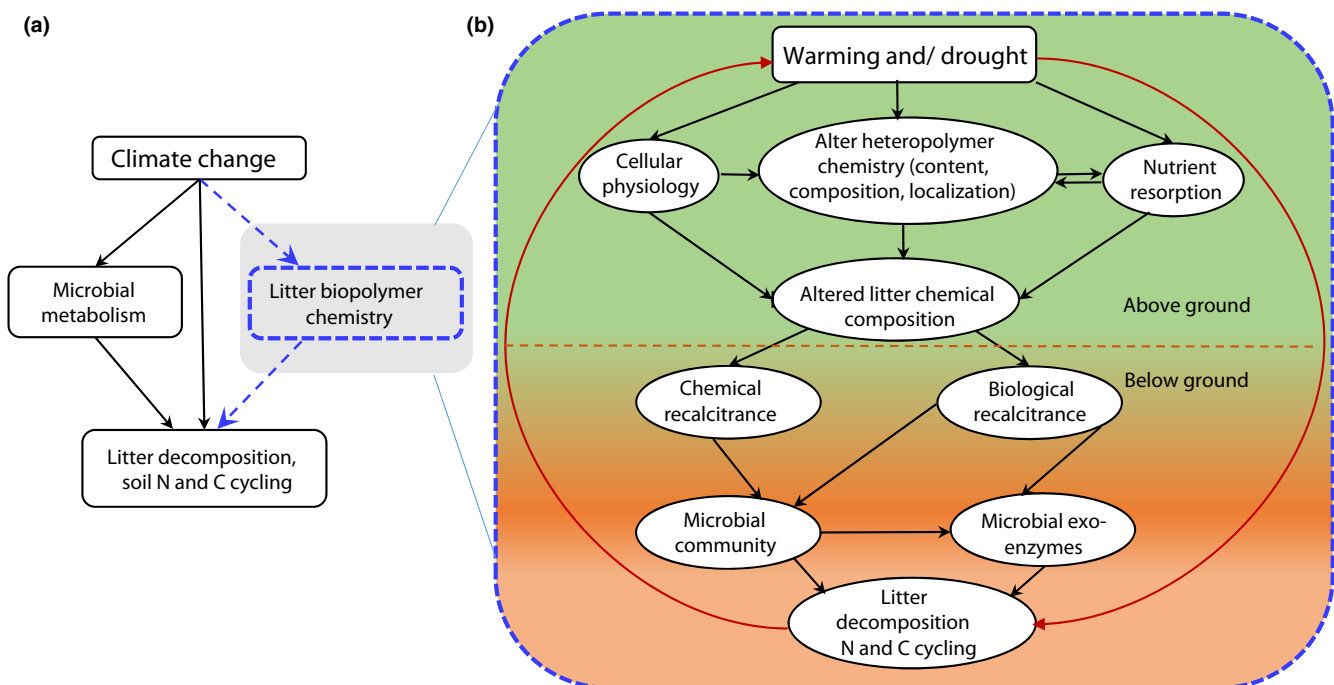 (a)
Climate change
Microbial
metabolism
Litter biopolymer
chemistry
Litter decomposition,
soil N and C cycling
(b)
Warming and/ drought
Cellular
physiology
Alter heteropolymer
chemistry (content,
composition, localization)
Nutrient
resorption
Altered litter chemical
composition
Above ground
Below ground
Chemical
recalcitrance
Biological
recalcitrance
Microbial
community
Microbial exo-
enzymes
Litter
decomposition
N and C cycling